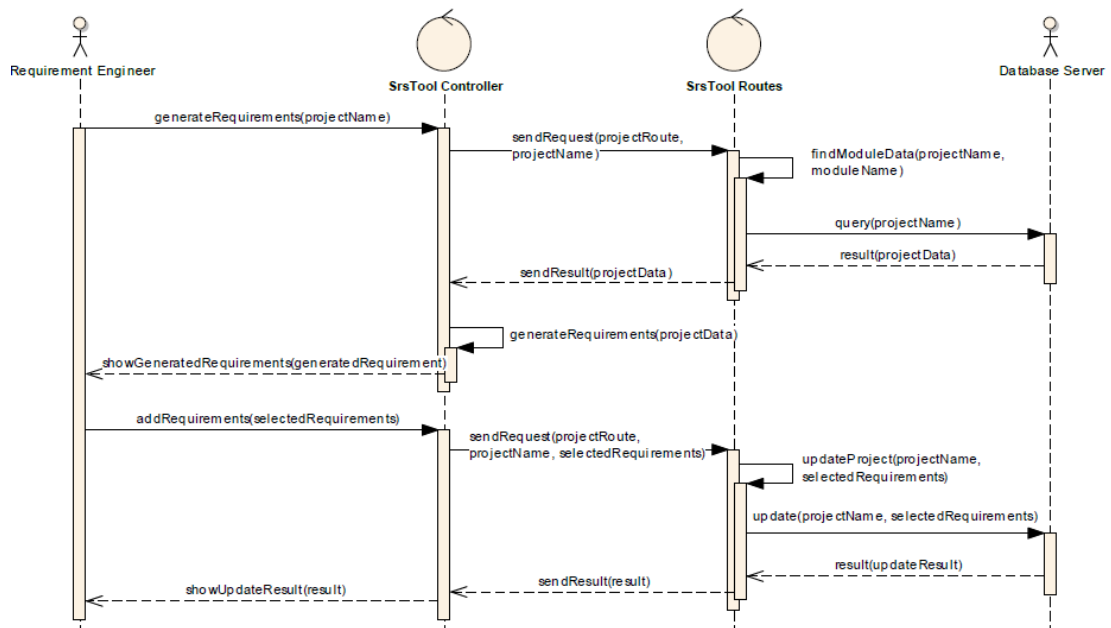 Requirement Engineer
SrsTool Controller
SrsTool Routes
Database Server
generateRequirements(projectName)
sendRequest(projectRoute,
projectName)
findModuleData(projectName,
moduleName)
query(projectName)
result(projectData)
sendResult(projectData)
generateRequirements(projectData)
showGeneratedRequirements(generatedRequirement)
addRequirements(selectedRequirements)
sendRequest(projectRoute,
projectName, selectedRequirements)
updateProject(projectName,
selectedRequirements)
update(projectName, selectedRequirements)
result(updateResult)
sendResult(result)
showUpdateResult(result)